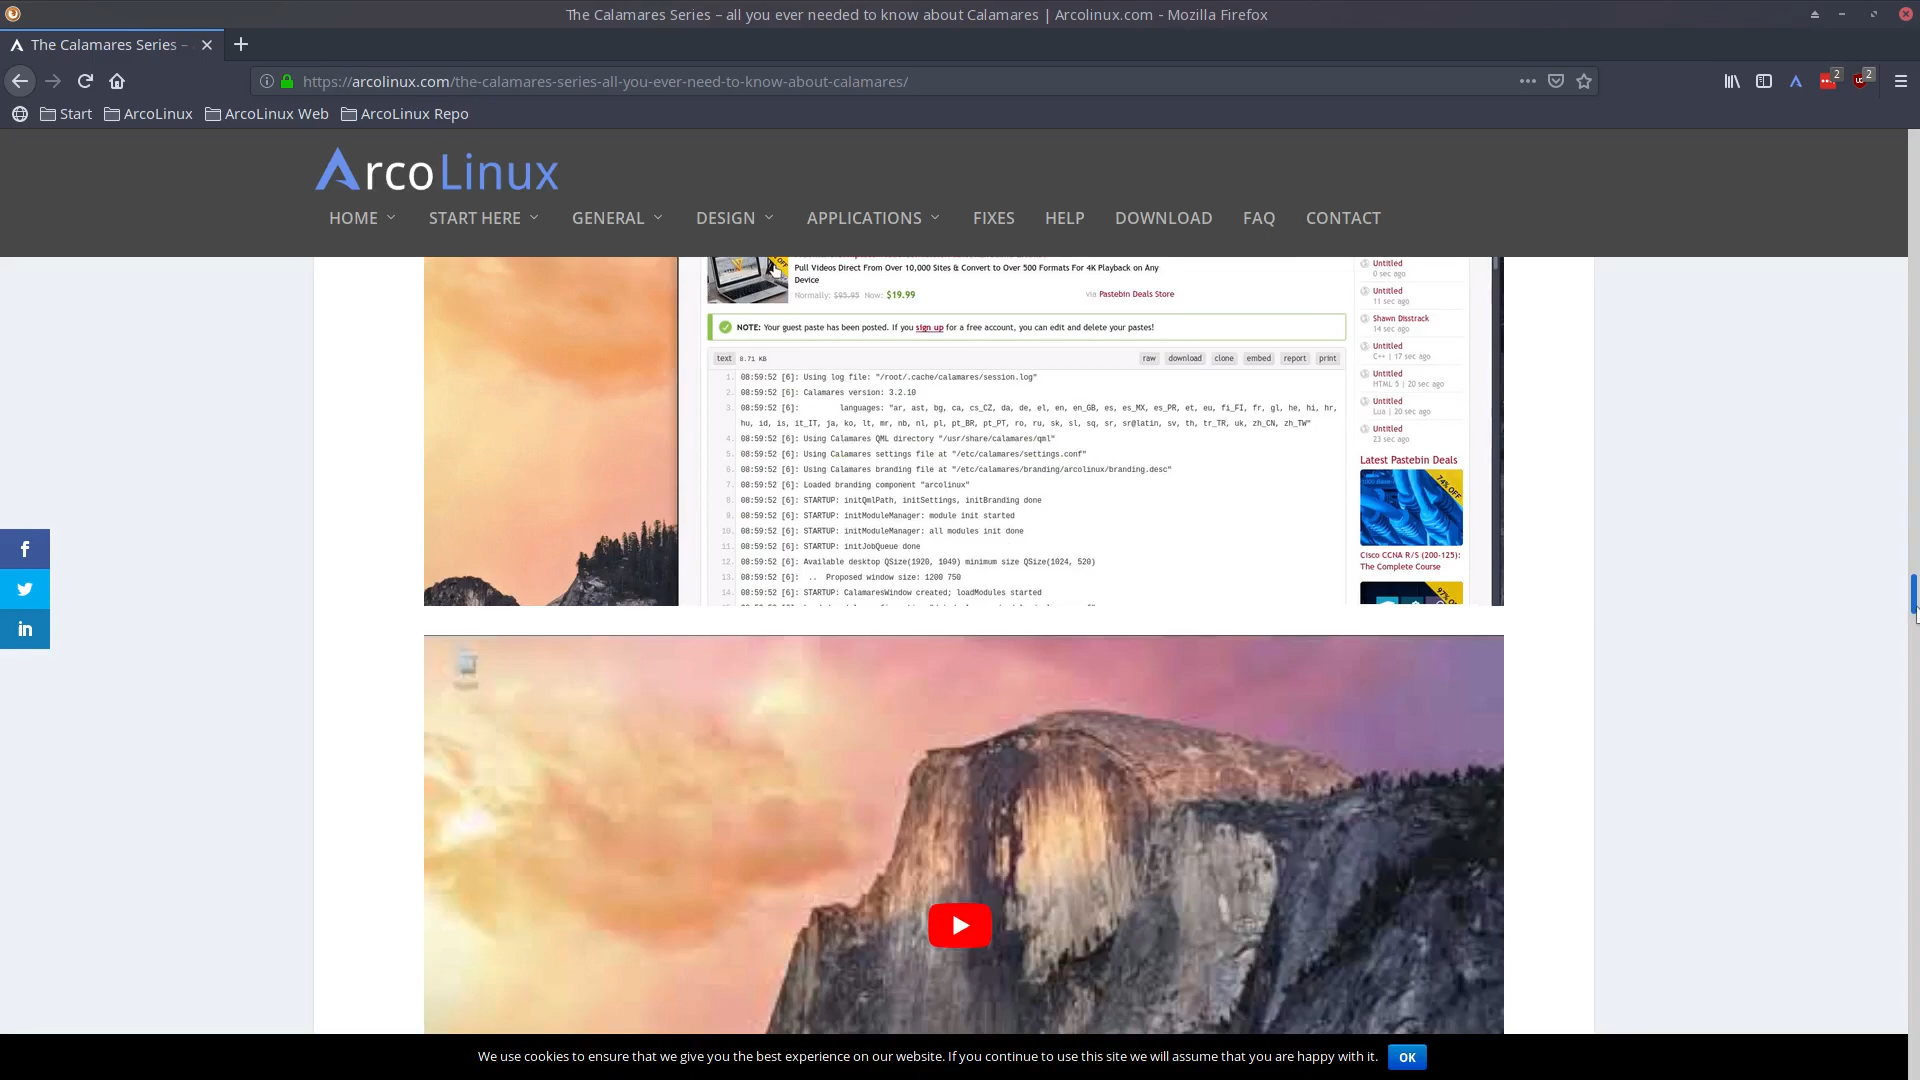 The Calamares Series – all you ever needed to know about Calamares | Arcolinux.com - Mozilla Firefox
The Calamares Series –
https://arcolinux.com/the-calamares-series-all-you-ever-need-to-know-about-calamares/
2
2
Start
ArcoLinux
ArcoLinux Web
ArcoLinux Repo
ArcoLinux
HOME
START HERE
GENERAL
DESIGN
APPLICATIONS
FIXES
HELP
DOWNLOAD
FAQ
CONTACT
Pull Videos Direct From Over 10,000 Sites & Convert to Over 500 Formats For 4K Playback on Any
Device
Normally: $95.95 Now: $19.99
via Pastebin Deals Store
NOTE: Your guest paste has been posted. If you sign up for a free account, you can edit and delete your pastes!
text 8.71 KB
raw download clone embed report print
1. 08:59:52 [6]: Using log file: "/root/.cache/calamares/session.log"
2. 08:59:52 [6]: Calamares version: 3.2.10
3. 08:59:52 [6]: languages: "ar, ast, bg, ca, cs_CZ, da, de, el, en, en_GB, es, es_MX, es_PR, et, eu, fi_FI, fr, gl, he, hi, hr,
hu, id, is, it_IT, ja, ko, lt, mr, nb, nl, pl, pt_BR, pt_PT, ro, ru, sk, sl, sq, sr, sr@latin, sv, th, tr_TR, uk, zh_CN, zh_TW"
4. 08:59:52 [6]: Using Calamares QML directory "/usr/share/calamares/qml"
5. 08:59:52 [6]: Using Calamares settings file at "/etc/calamares/settings.conf"
6. 08:59:52 [6]: Using Calamares branding file at "/etc/calamares/branding/arcolinux/branding.desc"
7. 08:59:52 [6]: Loaded branding component "arcolinux"
8. 08:59:52 [6]: STARTUP: initQmlPath, initSettings, initBranding done
9. 08:59:52 [6]: STARTUP: initModuleManager: module init started
10. 08:59:52 [6]: STARTUP: initModuleManager: all modules init done
11. 08:59:52 [6]: STARTUP: initJobQueue done
12. 08:59:52 [6]: Available desktop QSize(1920, 1049) minimum size QSize(1024, 520)
13. 08:59:52 [6]: .. Proposed window size: 1200 750
14. 08:59:52 [6]: STARTUP: CalamaresWindow created; loadModules started
Untitled
0 sec ago
Untitled
11 sec ago
Shawn Disstrack
14 sec ago
Untitled
C++ | 17 sec ago
Untitled
HTML 5 | 20 sec ago
Untitled
Lua | 20 sec ago
Untitled
23 sec ago
Latest Pastebin Deals
74% OFF
Cisco CCNA R/S (200-125):
The Complete Course
We use cookies to ensure that we give you the best experience on our website. If you continue to use this site we will assume that you are happy with it.
OK